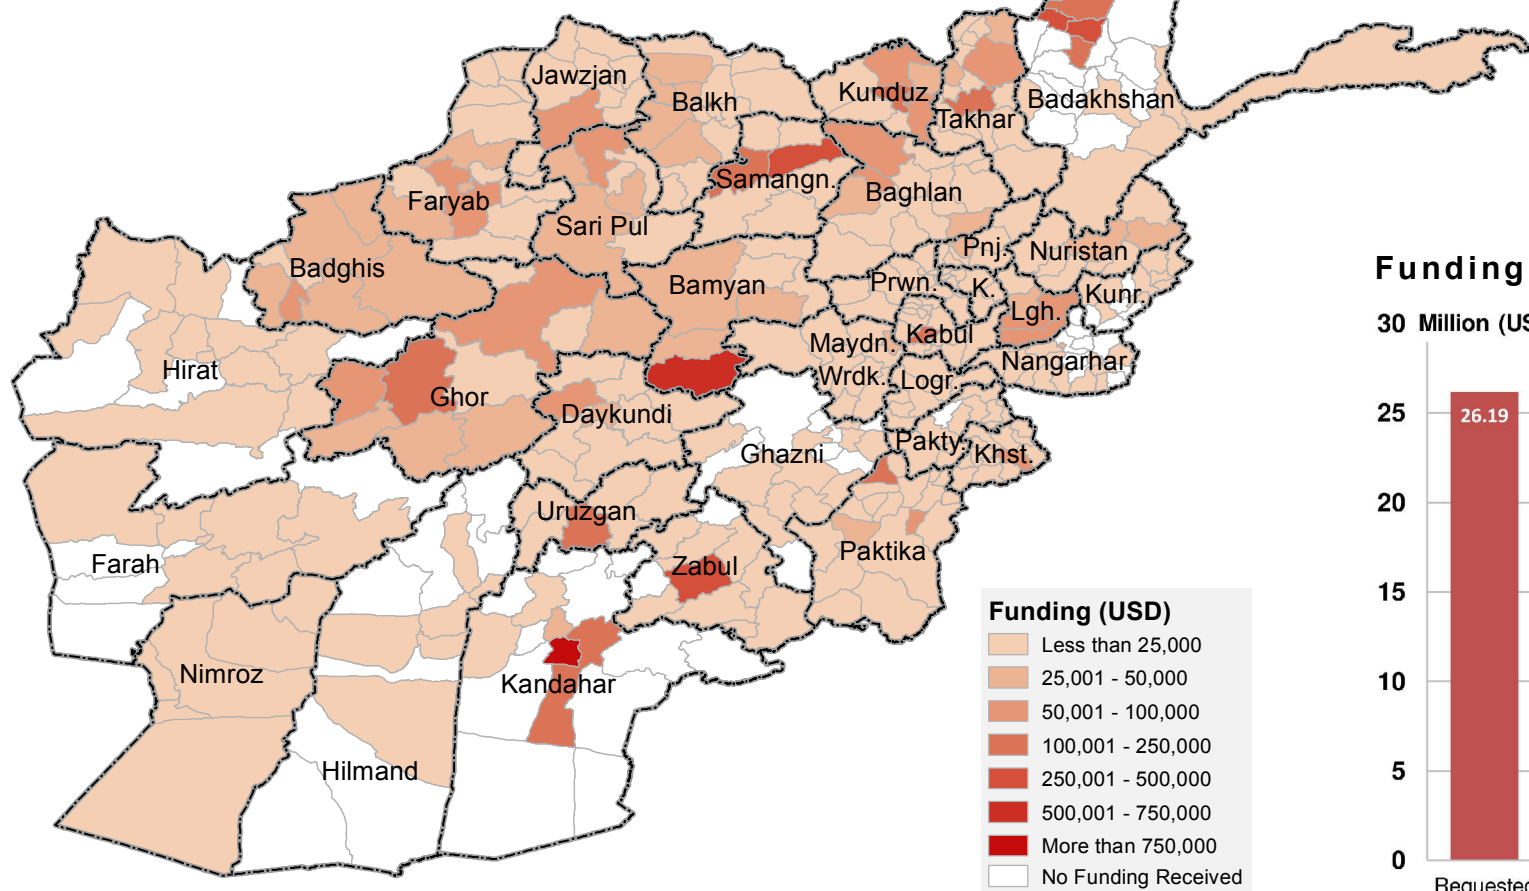 Jawzjan
Balkh
Kunduz
Takhar
Badakhshan
Samangn.
Baghlan
Faryab
Sari Pul
Badghis
Bamyan
Pnj.
Nuristan
Prwn.
K.
Kunr.
Lgh.
Kabul
Maydn.
Wrdk.
Logr.
Nangarhar
Hirat
Ghor
Daykundi
Ghazni
Pakty.
Khst.
Uruzgan
Farah
Zabul
Paktika
Nimroz
Kandahar
Hilmand
Funding (USD)
Less than 25,000
25,001 - 50,000
50,001 - 100,000
100,001 - 250,000
250,001 - 500,000
500,001 - 750,000
More than 750,000
No Funding Received
Funding
30 Million (US
25
26.19
20
15
10
5
0
Requested